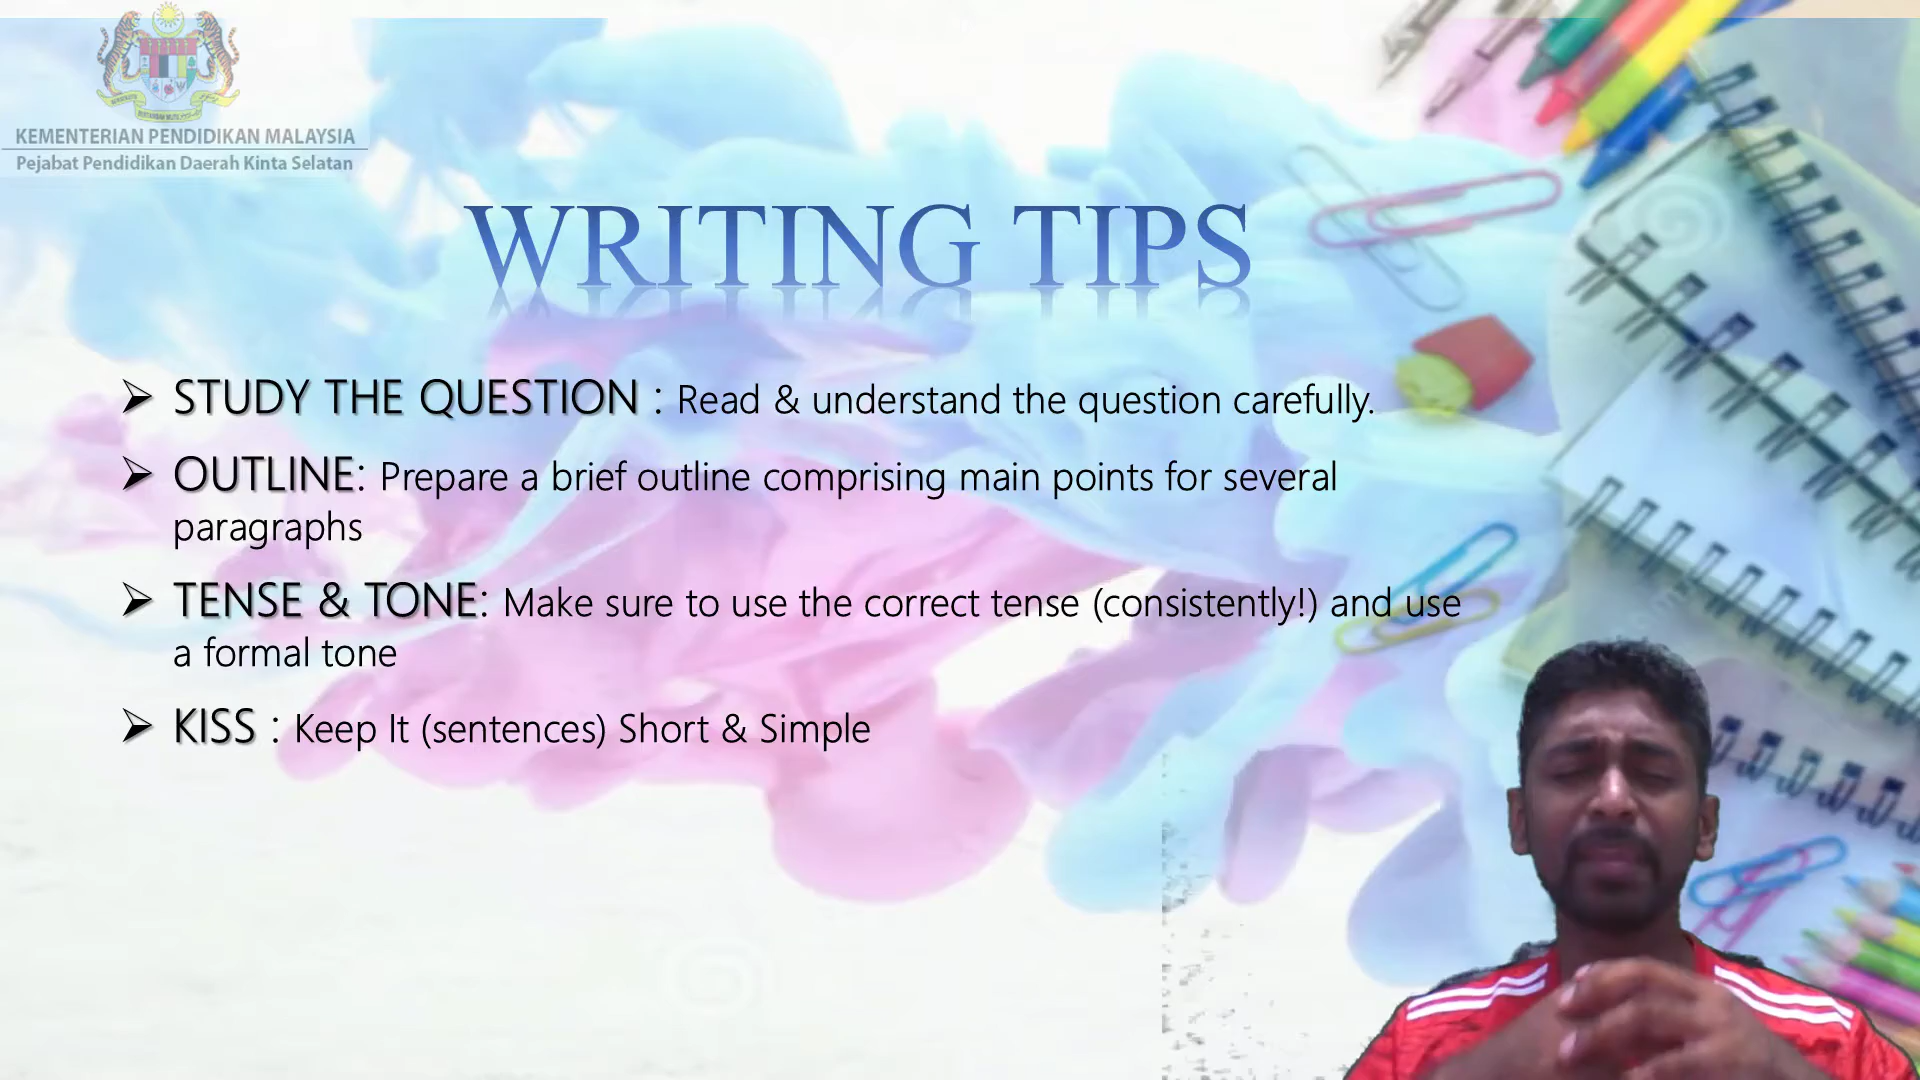 KEMENTERIAN PENDIDIKAN MALAYSIA
Pejabat Pendidikan Daerah Kinta Selatan
WRITING TIPS
➢ STUDY THE QUESTION : Read & understand the question carefully.
➢ OUTLINE: Prepare a brief outline comprising main points for several
paragraphs
➢ TENSE & TONE: Make sure to use the correct tense (consistently!) and use
a formal tone
➢ KISS : Keep It (sentences) Short & Simple